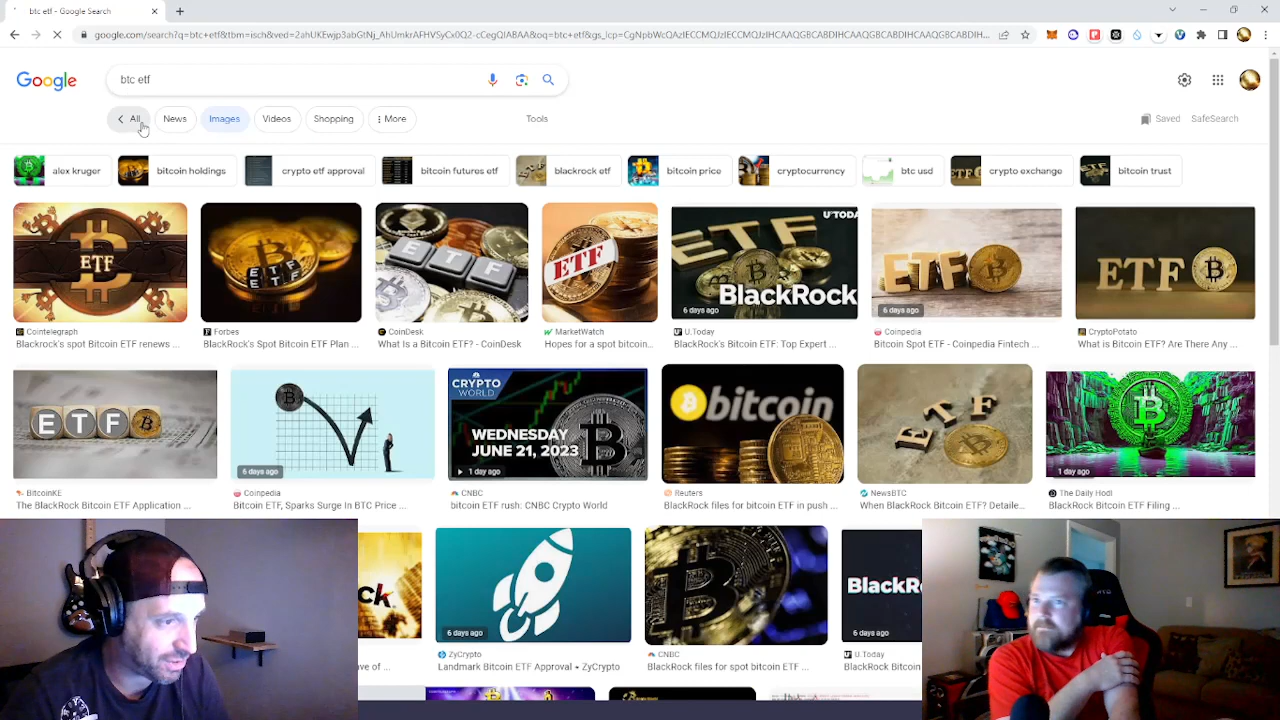 btc etf - Google Search
google.com/search?q=btc+etf&tbm=isch&ved=2ahUKEwjp3abGtNj_AhUmkrAFHVSyCx0Q2-cCegQIABAA&oq=btc+etf&gs_lcp=CgNpbWcQAzIECCMQJzIECCMQJzIHCAAQGBCABDIHCAAQGBCABDIHCAAQGBCABDIHCAAQGBCABDIHCAAQGBCABDIHCAAQ...
Google
btc etf
All
News
Images
Videos
Shopping
More
Tools
Saved
SafeSearch
alex kruger
bitcoin holdings
crypto etf approval
bitcoin futures etf
blackrock etf
bitcoin price
cryptocurrency
btc usd
crypto exchange
bitcoin trust
ETF
ETF
ETF
ETF
ETF
ETF
U TODAY
BlackRock
6 days ago
ETF
6 days ago
ETF
Cointelegraph
Blackrock's spot Bitcoin ETF renews ...
Forbes
BlackRock's Spot Bitcoin ETF Plan ...
CoinDesk
What Is a Bitcoin ETF? - CoinDesk
MarketWatch
Hopes for a spot bitcoin...
U.Today
BlackRock's Bitcoin ETF: Top Expert ...
Coinpedia
Bitcoin Spot ETF - Coinpedia Fintech ...
CryptoPotato
What is Bitcoin ETF? Are There Any ...
ETF
6 days ago
CRYPTO
WORLD
WEDNESDAY
JUNE 21, 2023
1 day ago
bitcoin
ETF
1 day ago
BitcoinKE
The BlackRock Bitcoin ETF Application ...
Coinpedia
Bitcoin ETF, Sparks Surge In BTC Price ...
CNBC
bitcoin ETF rush: CNBC Crypto World
Reuters
BlackRock files for bitcoin ETF in push ...
NewsBTC
When BlackRock Bitcoin ETF? Detaile...
The Daily Hodl
BlackRock Bitcoin ETF Filing ...
ck.
6 days ago
BlackRo
6 days ago
ve of ...
ZyCrypto
Landmark Bitcoin ETF Approval • ZyCrypto
CNBC
BlackRock files for spot bitcoin ETF ...
U.Today
BlackRock Bitcoin